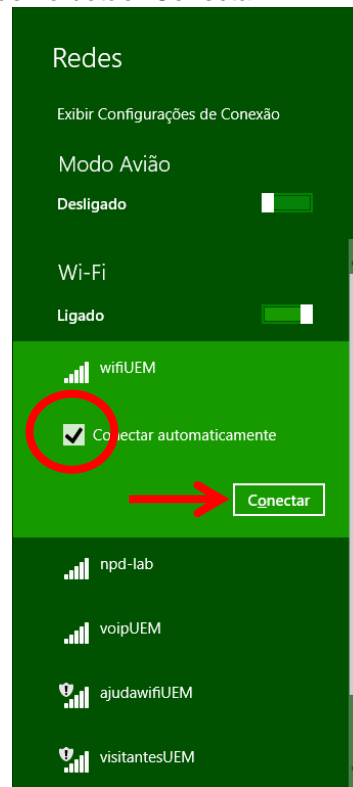 Redes
Exibir Configurações de Conexão
Modo Avião
Desligado
Wi-Fi
Ligado
wifiUEM
Conectar automaticamente
Conectar
npd-lab
voipUEM
ajudawifiUEM
visitantesUEM